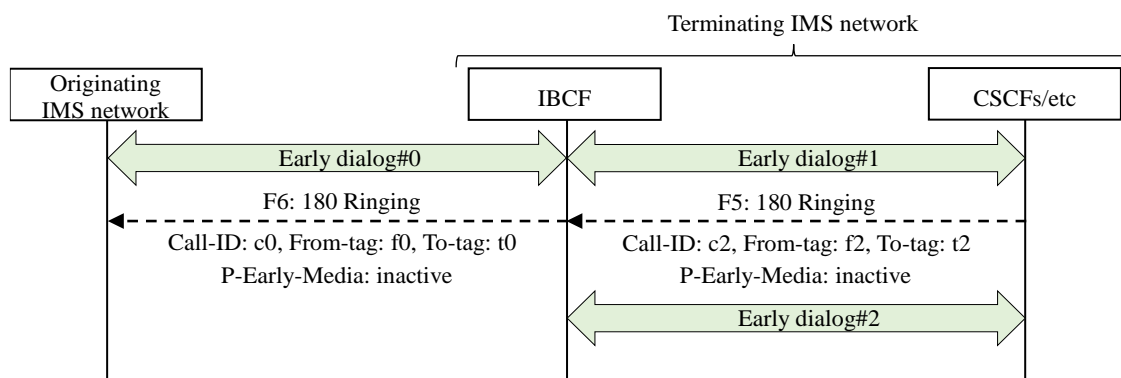 Terminating IMS network
Originating
IMS network
IBCF
CSCFs/etc
Early dialog#0
Early dialog#1
F6: 180 Ringing
F5: 180 Ringing
Call-ID: c0, From-tag: f0, To-tag: t0
Call-ID: c2, From-tag: f2, To-tag: t2
P-Early-Media: inactive
P-Early-Media: inactive
Early dialog#2